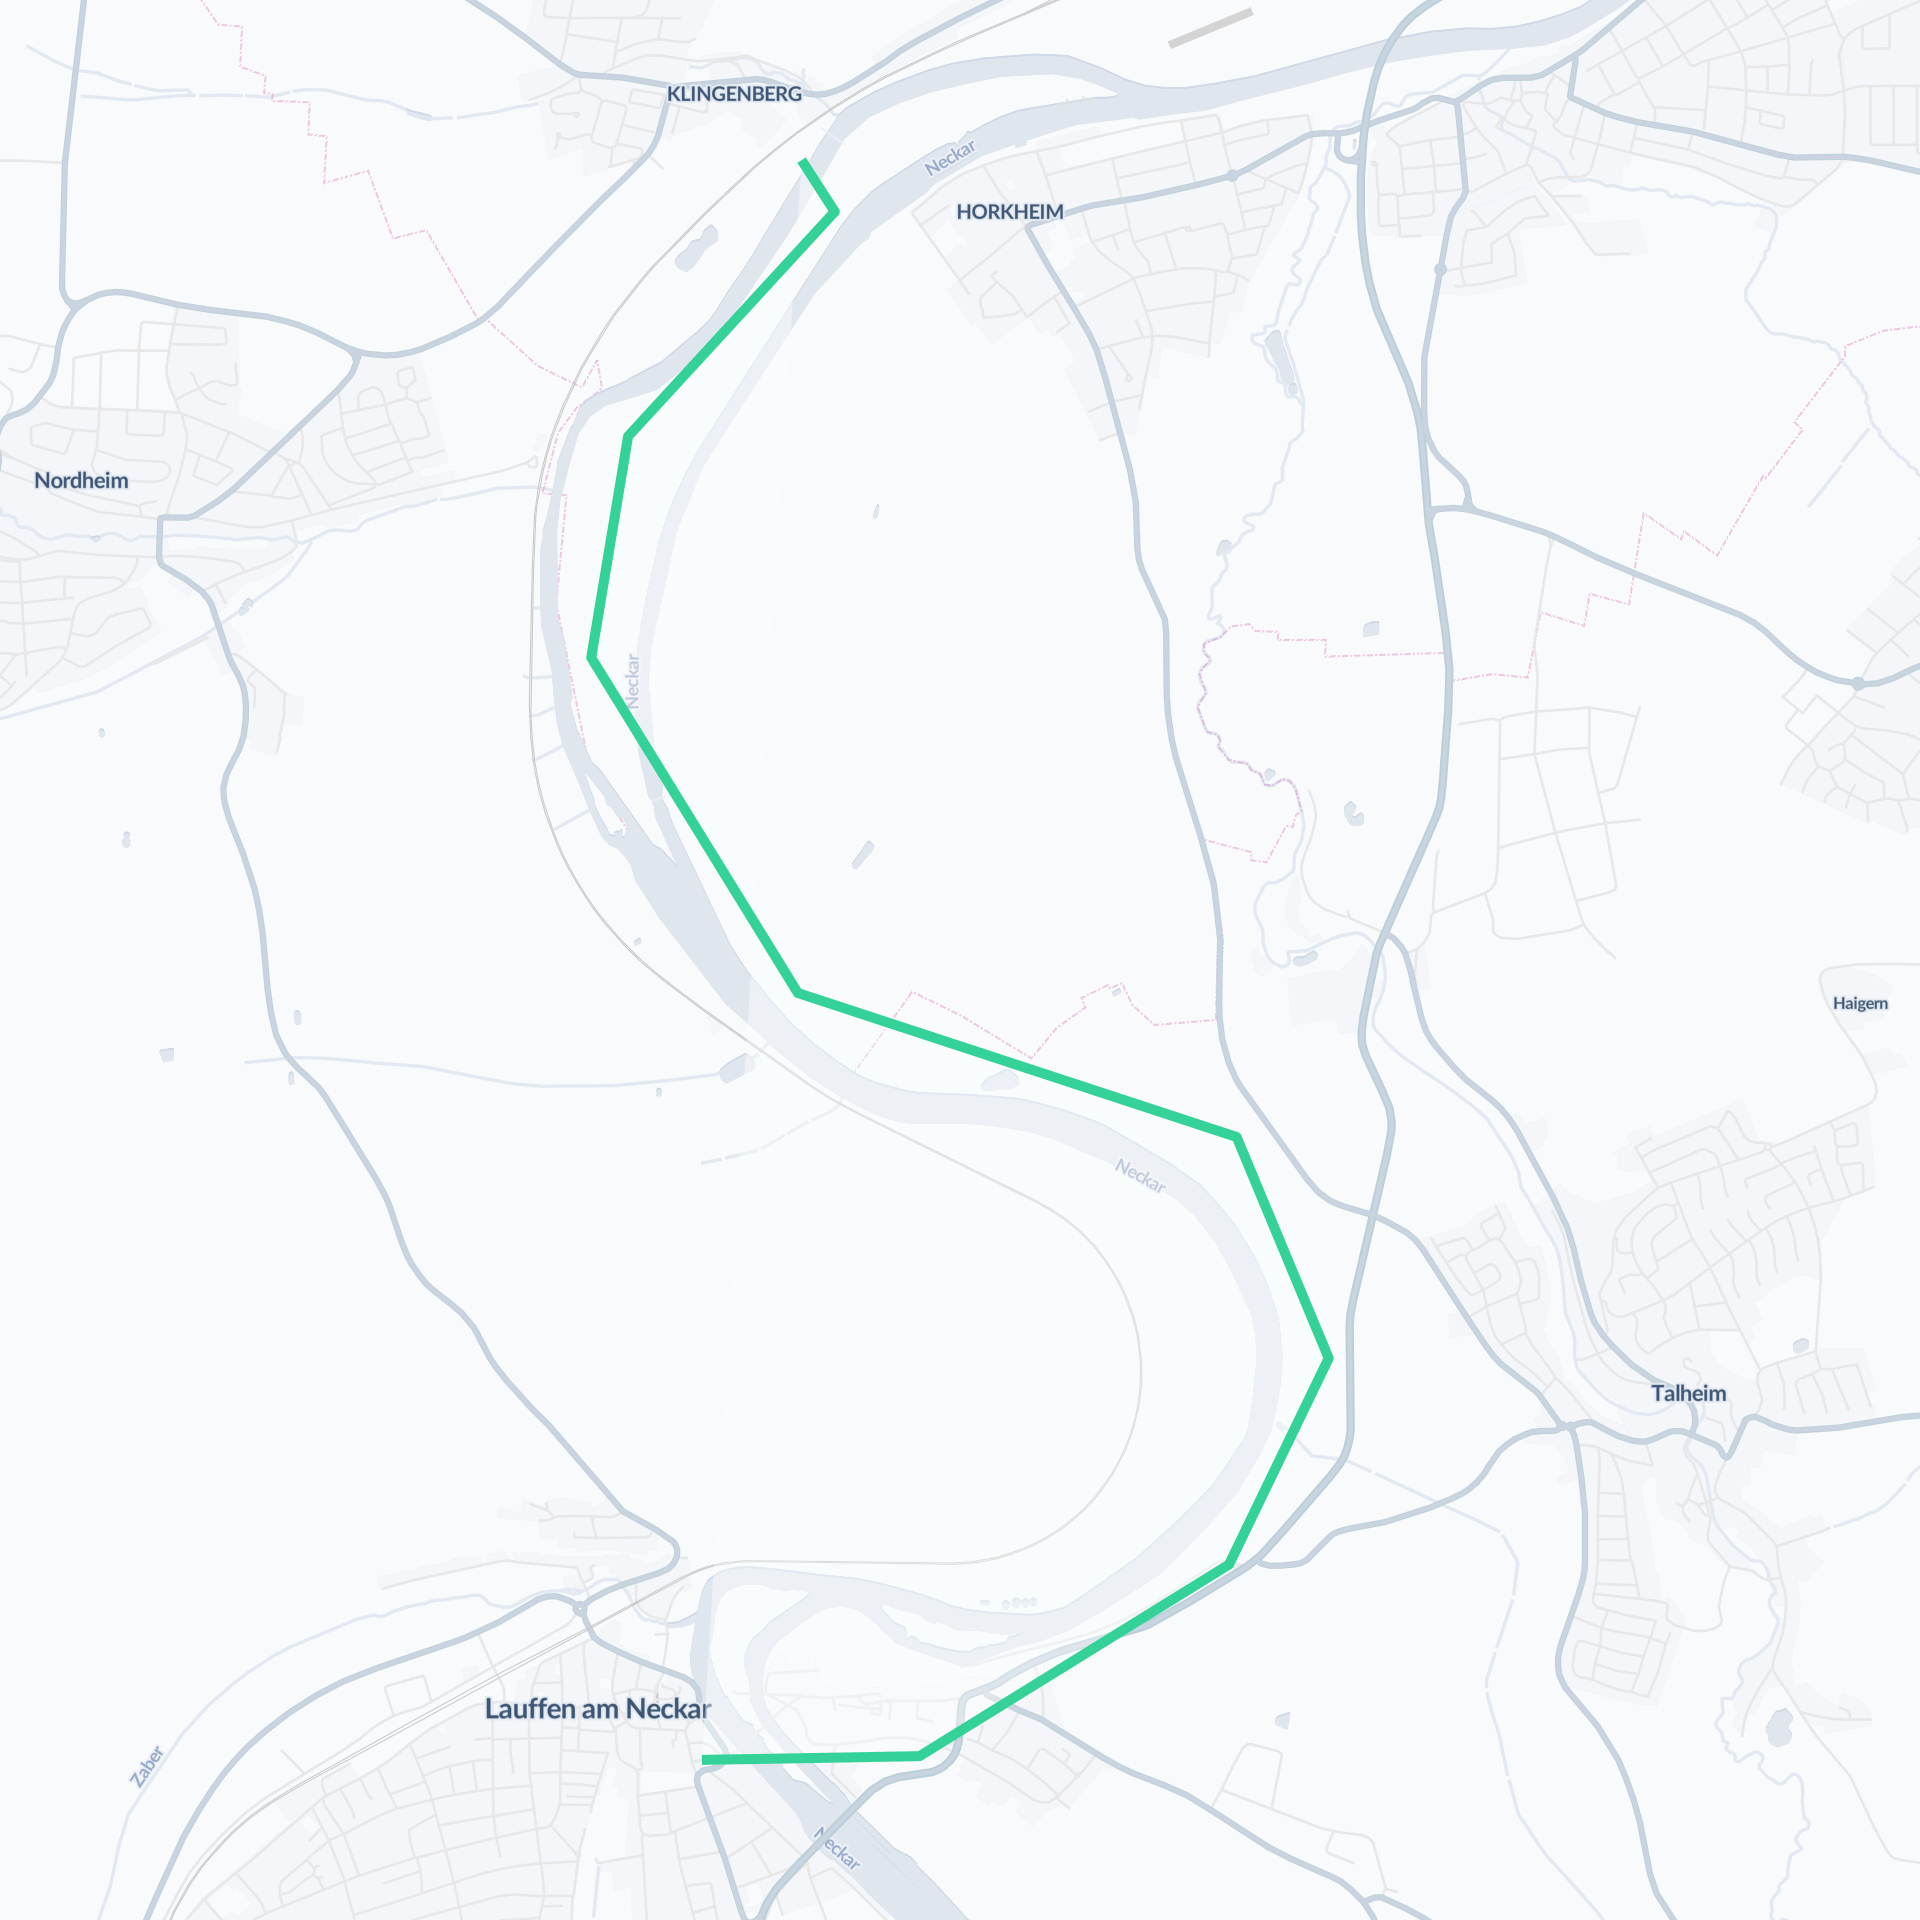 KLINGENBERG
Neckar
HORKHEIM
Nordheim
Neckar
Haigern
Neckar
Talheim
Lauffen am Neckar
Zaber
Neckar